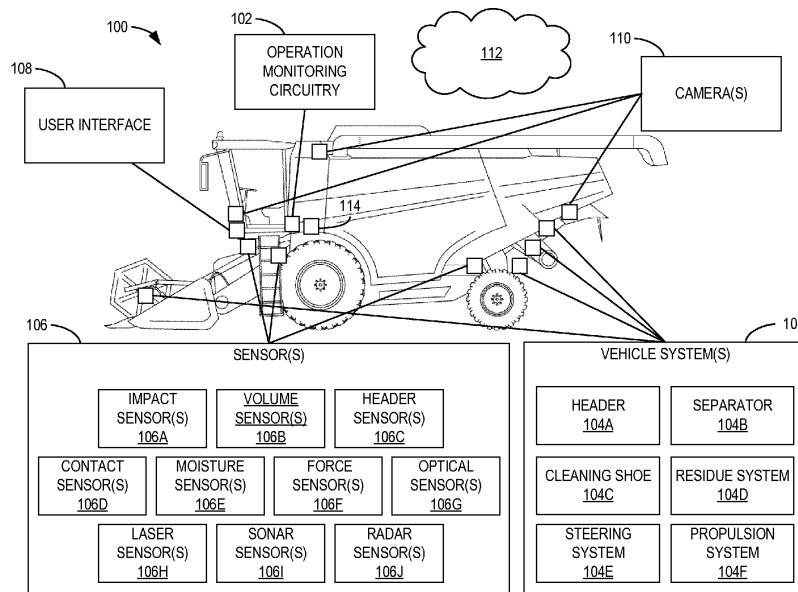 100
102
OPERATION
MONITORING
CIRCUITRY
112
110
CAMERA(S)
108
USER INTERFACE
114
106
SENSOR(S)
IMPACT
SENSOR(S)
106A
VOLUME
SENSOR(S)
106B
HEADER
SENSOR(S)
106C
CONTACT
SENSOR(S)
106D
MOISTURE
SENSOR(S)
106E
FORCE
SENSOR(S)
106F
OPTICAL
SENSOR(S)
106G
LASER
SENSOR(S)
106H
SONAR
SENSOR(S)
106I
RADAR
SENSOR(S)
106J
10
VEHICLE SYSTEM(S)
HEADER
104A
SEPARATOR
104B
CLEANING SHOE
104C
RESIDUE SYSTEM
104D
STEERING
SYSTEM
104E
PROPULSION
SYSTEM
104F